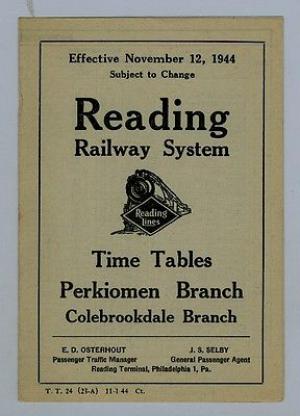 Effective November 12, 1944
Subject to Change
Reading
Railway System
Reading
lines
Time Tables
Perkiomen Branch
Colebrookdale Branch
E. D. OSTERHOUT
Passenger Traffic Manager
J. S. SELBY
General Passenger Agent
Reading Terminal, Philadelphia 1, Pa.
T. T. 24 (23-A) 11-1-44 Ct.